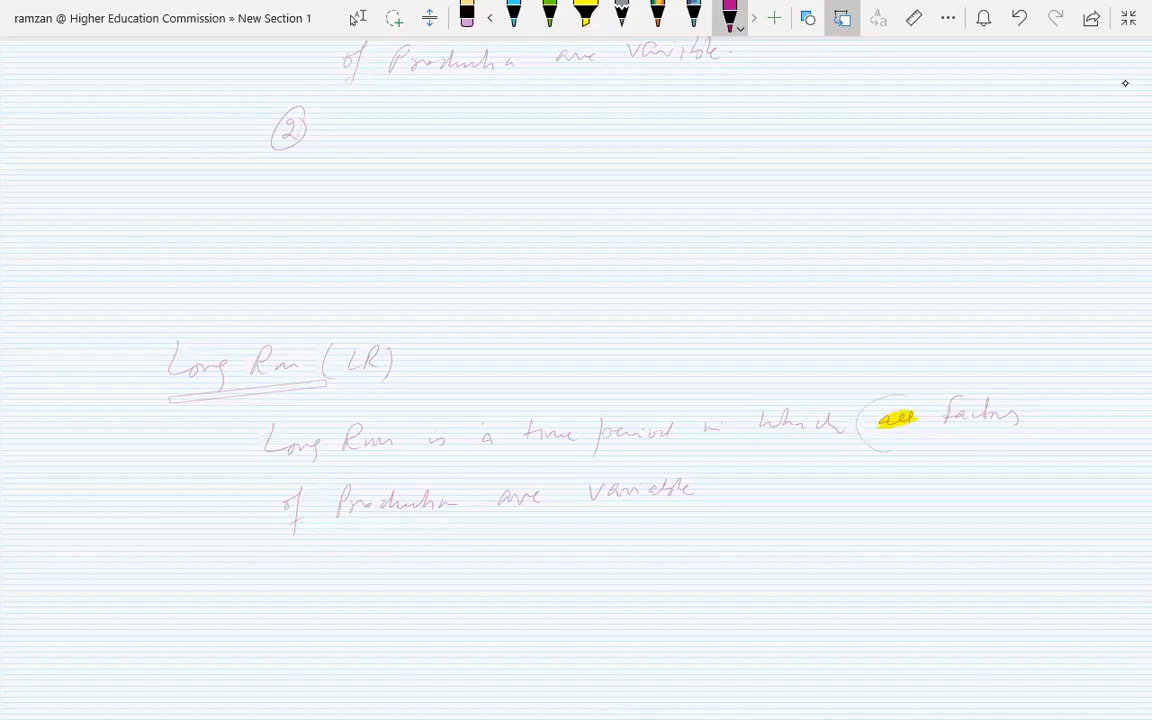 ramzan @ Higher Education Commission » New Section 1
of Production are varible.
2
Long Run (LR)
Long Run is a time period in which all factors
of Production are variable